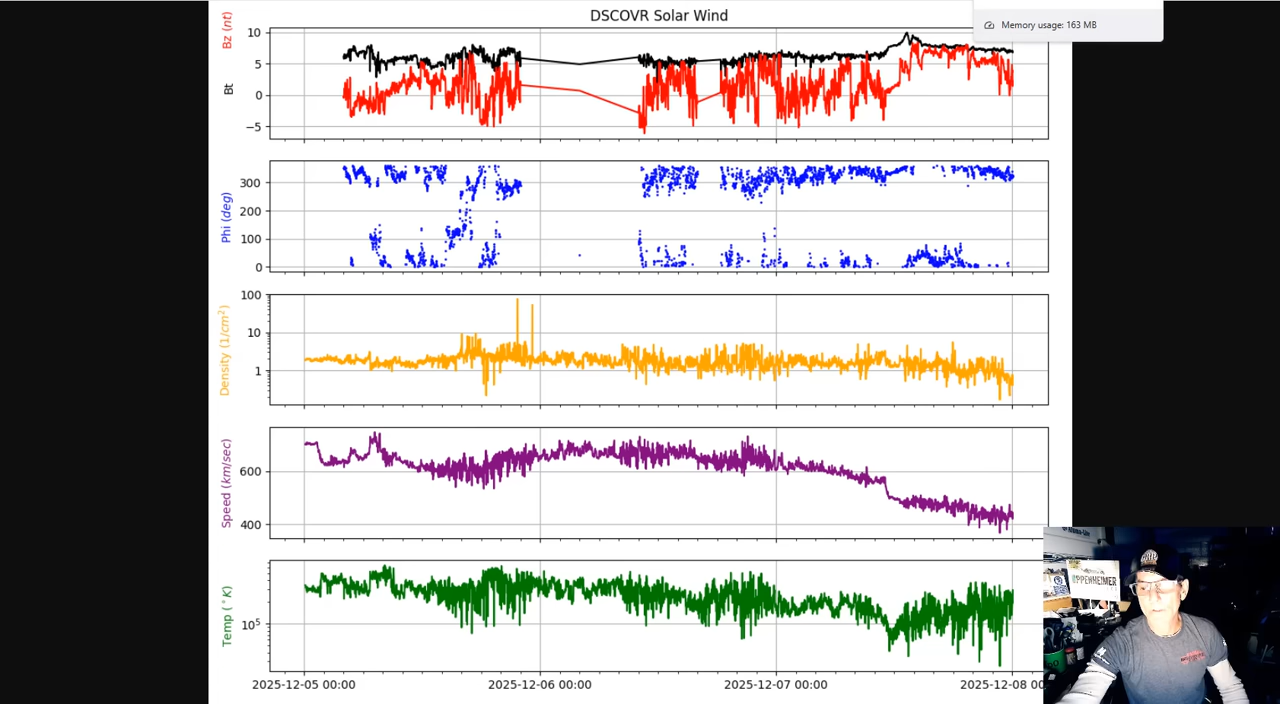 DSCOVR Solar Wind
Memory usage: 163 MB
Bz (nt)
Bt
10
5
0
−5
Phi (deg)
300
200
100
0
Density (1/cm²)
100
10
1
Speed (km/sec)
600
400
Temp (°K)
10⁵
2025-12-05 00:00
2025-12-06 00:00
2025-12-07 00:00
2025-12-08 00
OPPENHEIMER